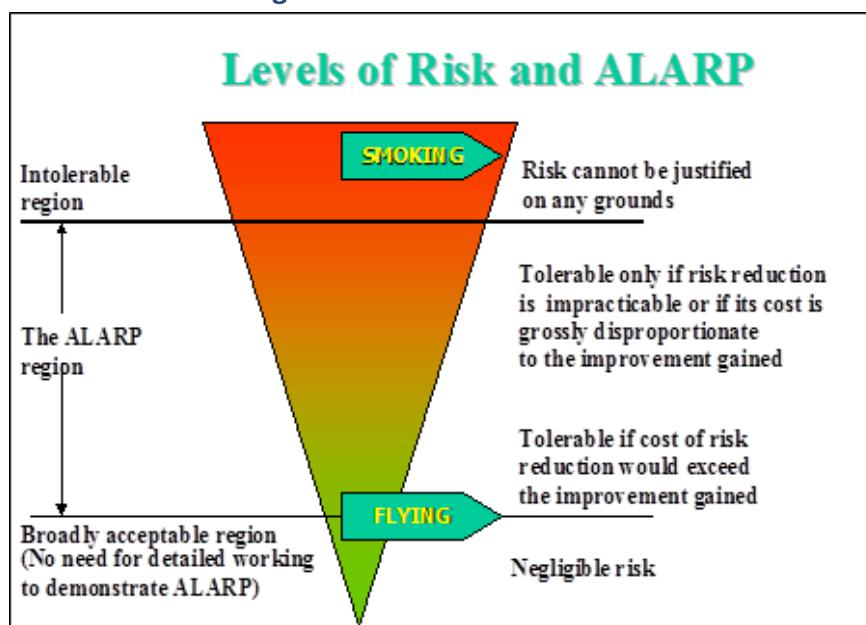 Levels of Risk and ALARP
SMOKING
Intolerable
region
Risk cannot be justified
on any grounds
Tolerable only if risk reduction
is impracticable or if its cost is
grossly disproportionate
to the improvement gained
The ALARP
region
Tolerable if cost of risk
reduction would exceed
the improvement gained
FLYING
Broadly acceptable region
(No need for detailed working
to demonstrate ALARP)
Negligible risk